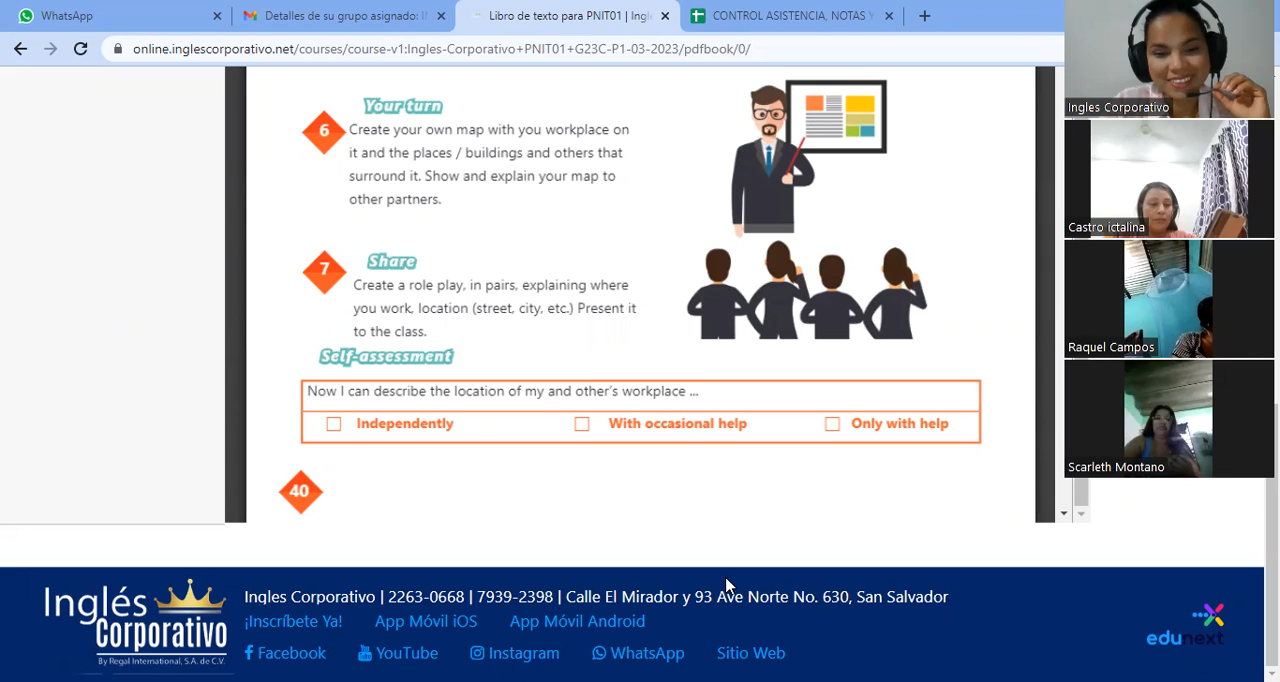 WhatsApp
Detalles de su grupo asignado: I
Libro de texto para PNIT01 | Ingl
CONTROL ASISTENCIA, NOTAS Y
online.inglescorporativo.net/courses/course-v1:Ingles-Corporativo+PNIT01+G23C-P1-03-2023/pdfbook/0/
Ingles Corporativo
Castro ictalina
Raquel Campos
Scarleth Montano
Your turn
6
Create your own map with you workplace on
it and the places / buildings and others that
surround it. Show and explain your map to
other partners.
Share
7
Create a role play, in pairs, explaining where
you work, location (street, city, etc.) Present it
to the class.
Self-assessment
Now I can describe the location of my and other's workplace ...
Independently
With occasional help
Only with help
40
Inglés
Corporativo
By Regal International, S.A. de C.V.
Ingles Corporativo | 2263-0668 | 7939-2398 | Calle El Mirador y 93 Ave Norte No. 630, San Salvador
¡Inscríbete Ya!
App Móvil iOS
App Móvil Android
Facebook
YouTube
Instagram
WhatsApp
Sitio Web
edunext